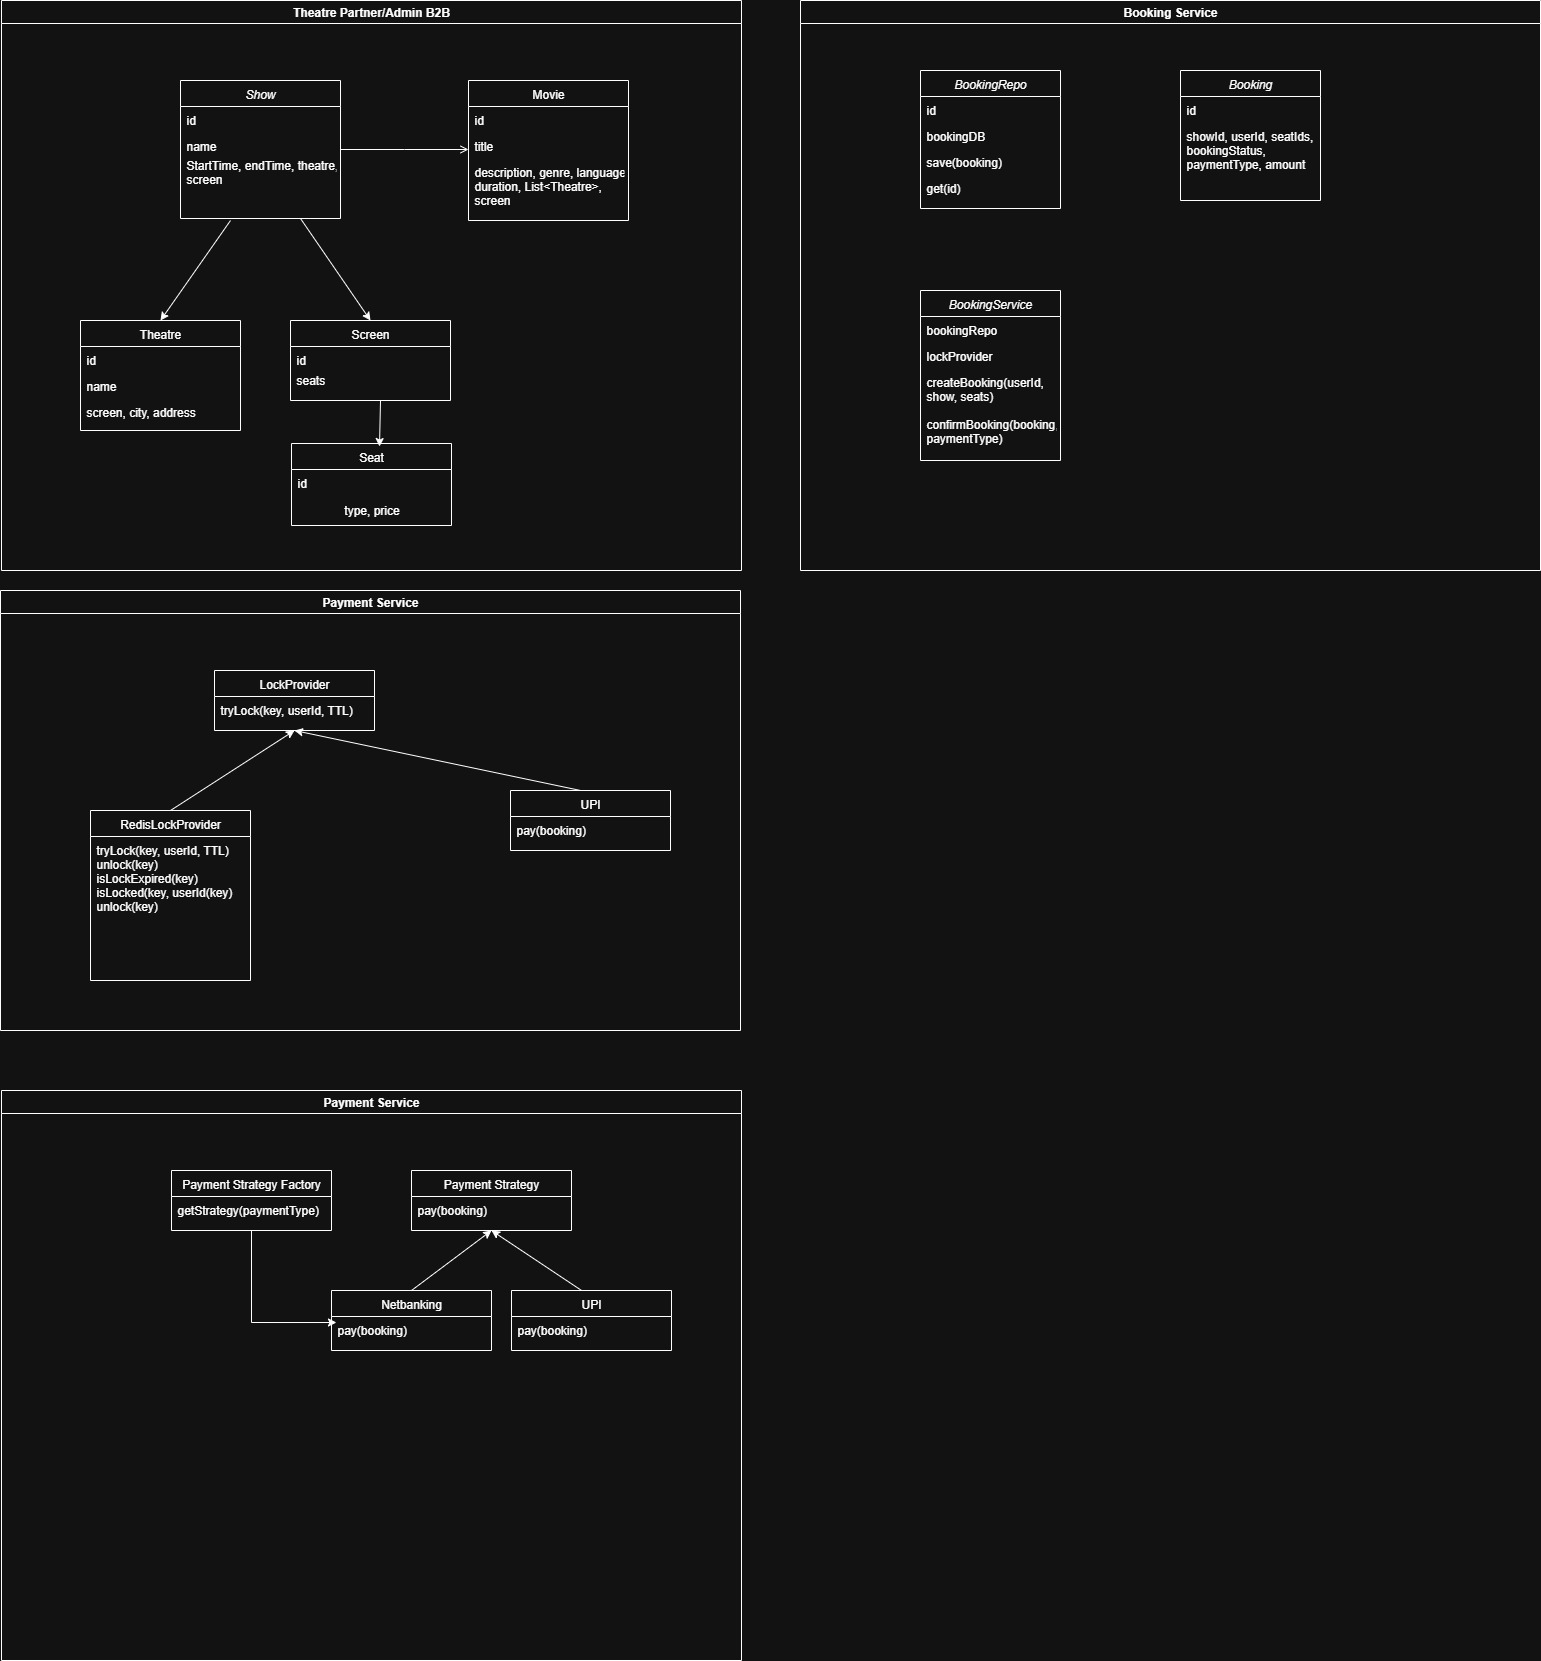 Theatre Partner/Admin B2B
Show
id
name
StartTime, endTime, theatre,
screen
Movie
id
title
description, genre, language
duration, List<Theatre>,
screen
Theatre
id
name
screen, city, address
Screen
id
seats
Seat
id
type, price
Booking Service
BookingRepo
id
bookingDB
save(booking)
get(id)
Booking
id
showId, userId, seatIds,
bookingStatus,
paymentType, amount
BookingService
bookingRepo
lockProvider
createBooking(userId,
show, seats)
confirmBooking(booking,
paymentType)
Payment Service
LockProvider
tryLock(key, userId, TTL)
RedisLockProvider
tryLock(key, userId, TTL)
unlock(key)
isLockExpired(key)
isLocked(key, userId(key)
unlock(key)
UPI
pay(booking)
Payment Service
Payment Strategy Factory
getStrategy(paymentType)
Payment Strategy
pay(booking)
Netbanking
pay(booking)
UPI
pay(booking)